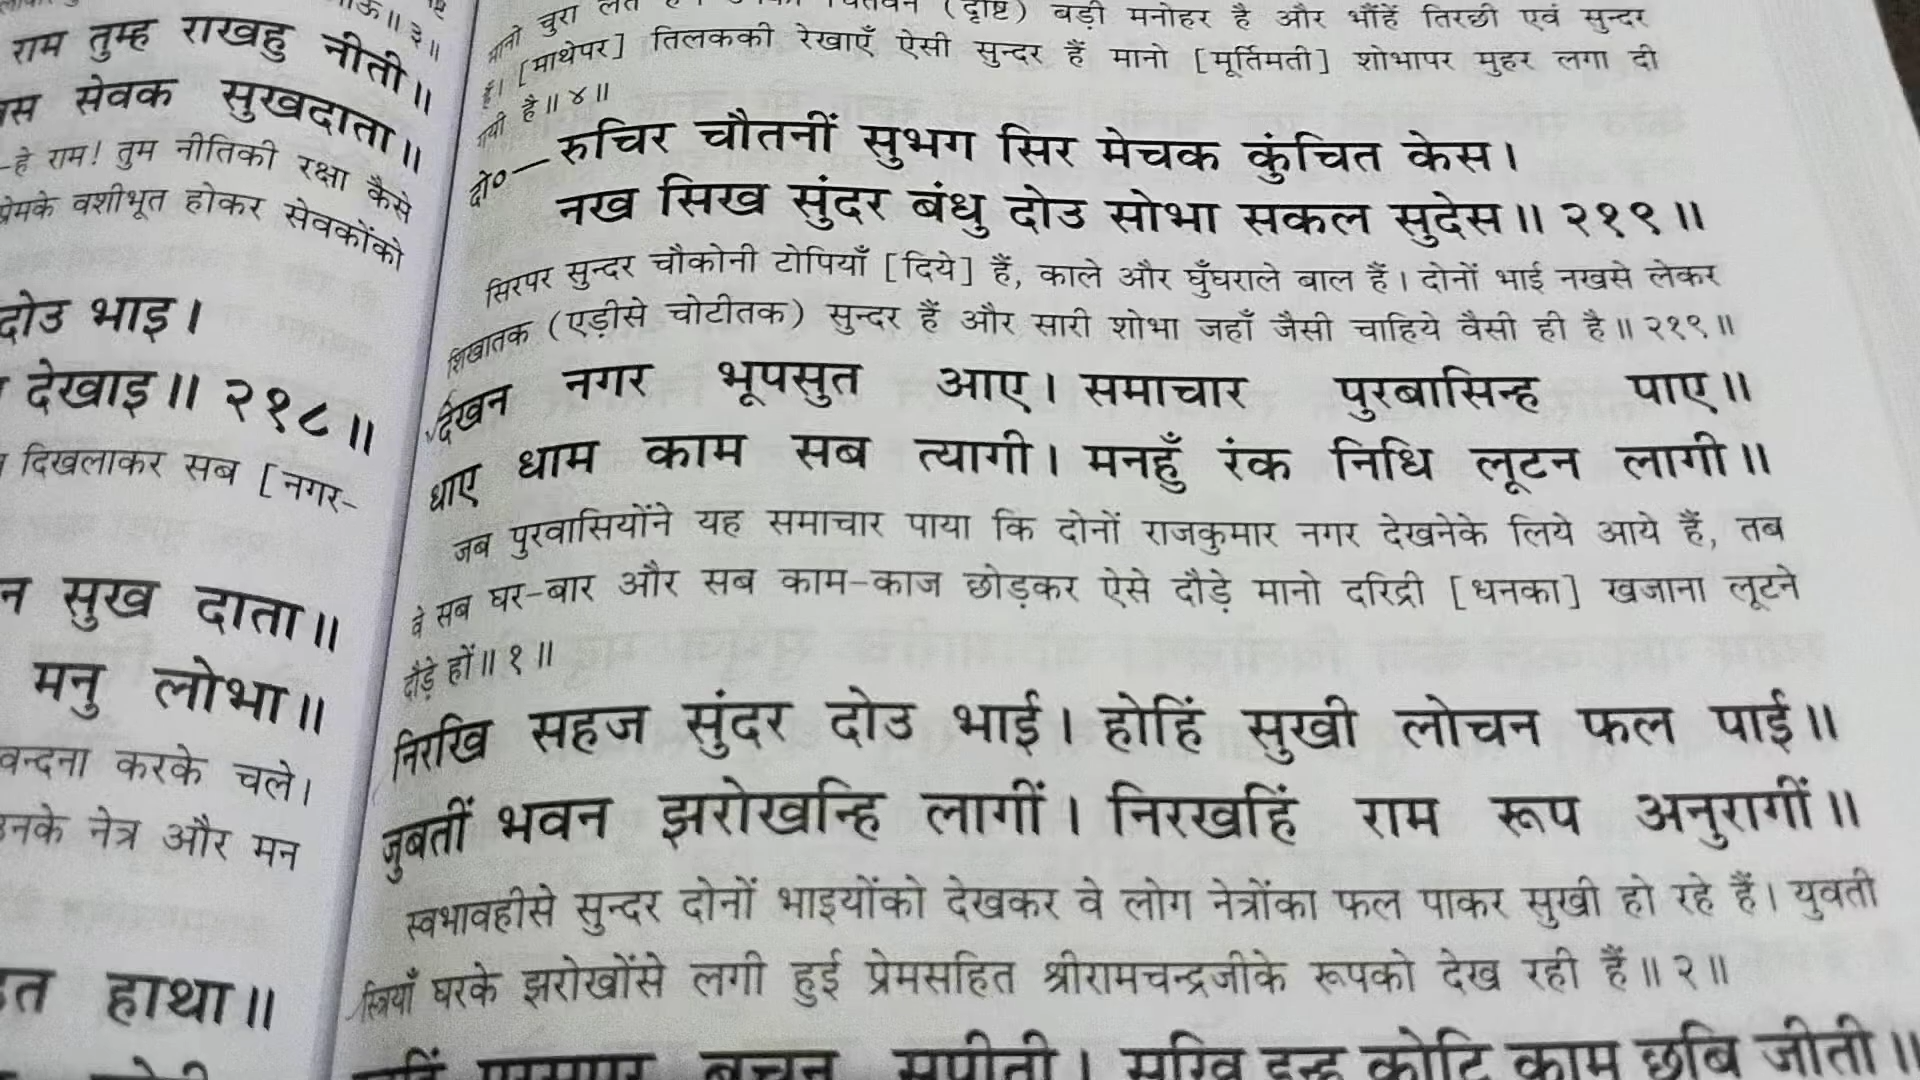 राम तुम्ह राखहु नीती॥
सेवक सुखदाता॥
हे राम! तुम नीतिकी रक्षा कैसे
प्रेमके वशीभूत होकर सेवकोंको
दोउ भाइ।
देखाइ॥ २१८॥
दिखलाकर सब [नगर-
सुख दाता॥
मनु लोभा॥
वन्दना करके चले।
उनके नेत्र और मन
हाथा॥
मानो चुरा (दृष्टि) बड़ी मनोहर है और भौंहें तिरछी एवं सुन्दर
हैं। [माथेपर] तिलककी रेखाएँ ऐसी सुन्दर हैं मानो [मूर्तिमती] शोभापर मुहर लगा दी
गयी है॥ ४॥
दो०—रुचिर चौतनीं सुभग सिर मेचक कुंचित केस।
नख सिख सुंदर बंधु दोउ सोभा सकल सुदेस॥ २१९॥
सिरपर सुन्दर चौकोनी टोपियाँ [दिये] हैं, काले और घुँघराले बाल हैं। दोनों भाई नखसे लेकर
शिखातक (एड़ीसे चोटीतक) सुन्दर हैं और सारी शोभा जहाँ जैसी चाहिये वैसी ही है॥ २१९॥
देखन नगर भूपसुत आए। समाचार पुरबासिन्ह पाए॥
धाए धाम काम सब त्यागी। मनहुँ रंक निधि लूटन लागी॥
जब पुरवासियोंने यह समाचार पाया कि दोनों राजकुमार नगर देखनेके लिये आये हैं, तब
वे सब घर-बार और सब काम-काज छोड़कर ऐसे दौड़े मानो दरिद्री [धनका] खजाना लूटने
दौड़े हों॥ १॥
निरखि सहज सुंदर दोउ भाई। होहिं सुखी लोचन फल पाई॥
जुबतीं भवन झरोखन्हि लागीं। निरखहिं राम रूप अनुरागीं॥
स्वभावहीसे सुन्दर दोनों भाइयोंको देखकर वे लोग नेत्रोंका फल पाकर सुखी हो रहे हैं। युवती
स्त्रियाँ घरके झरोखोंसे लगी हुई प्रेमसहित श्रीरामचन्द्रजीके रूपको देख रही हैं॥ २॥
परसपर बचन सप्रीती। सखि इन्ह कोटि काम छबि जीती॥